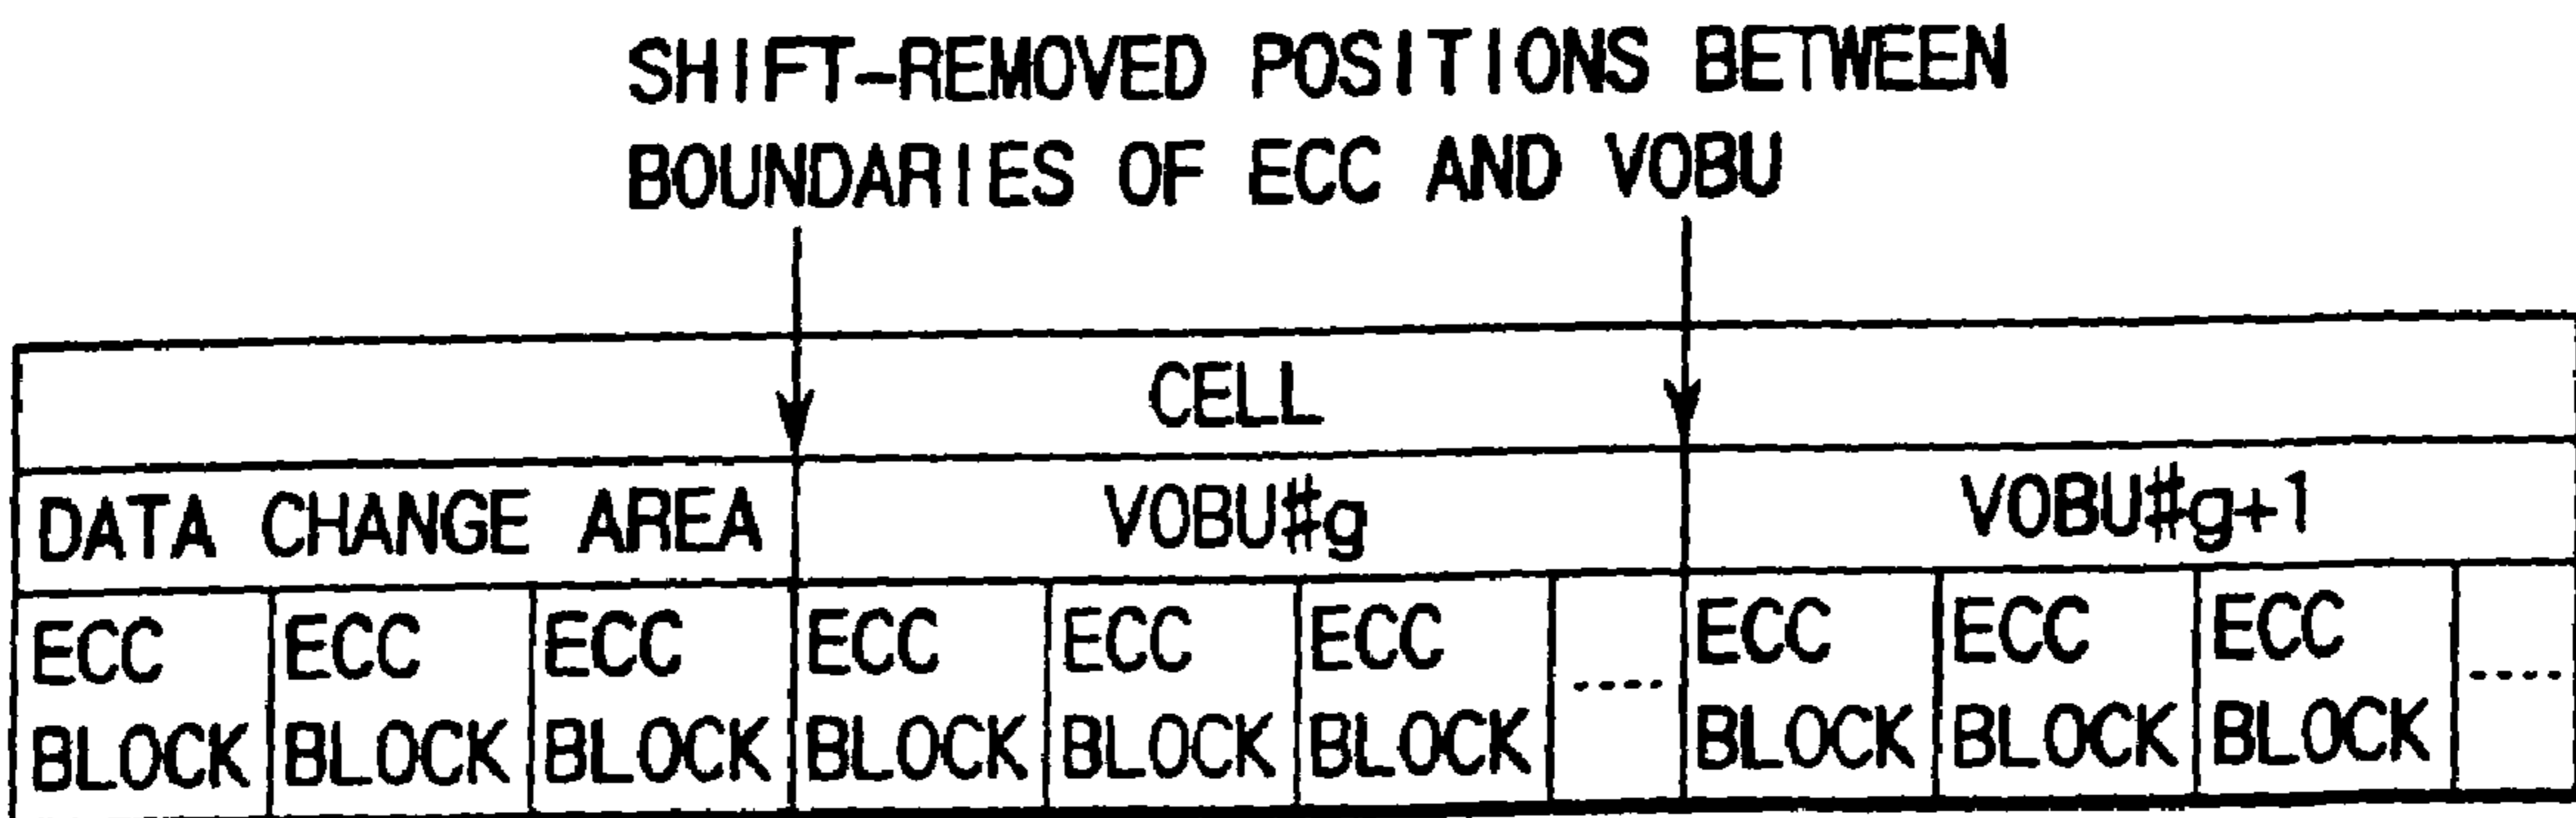 SHIFT-REMOVED POSITIONS BETWEEN
BOUNDARIES OF ECC AND VOBU
CELL
DATA CHANGE AREA VOBU#g VOBU#g+1
ECC ECC ECC ECC ECC ECC ..... ECC ECC ECC .....
BLOCK BLOCK BLOCK BLOCK BLOCK BLOCK BLOCK BLOCK BLOCK